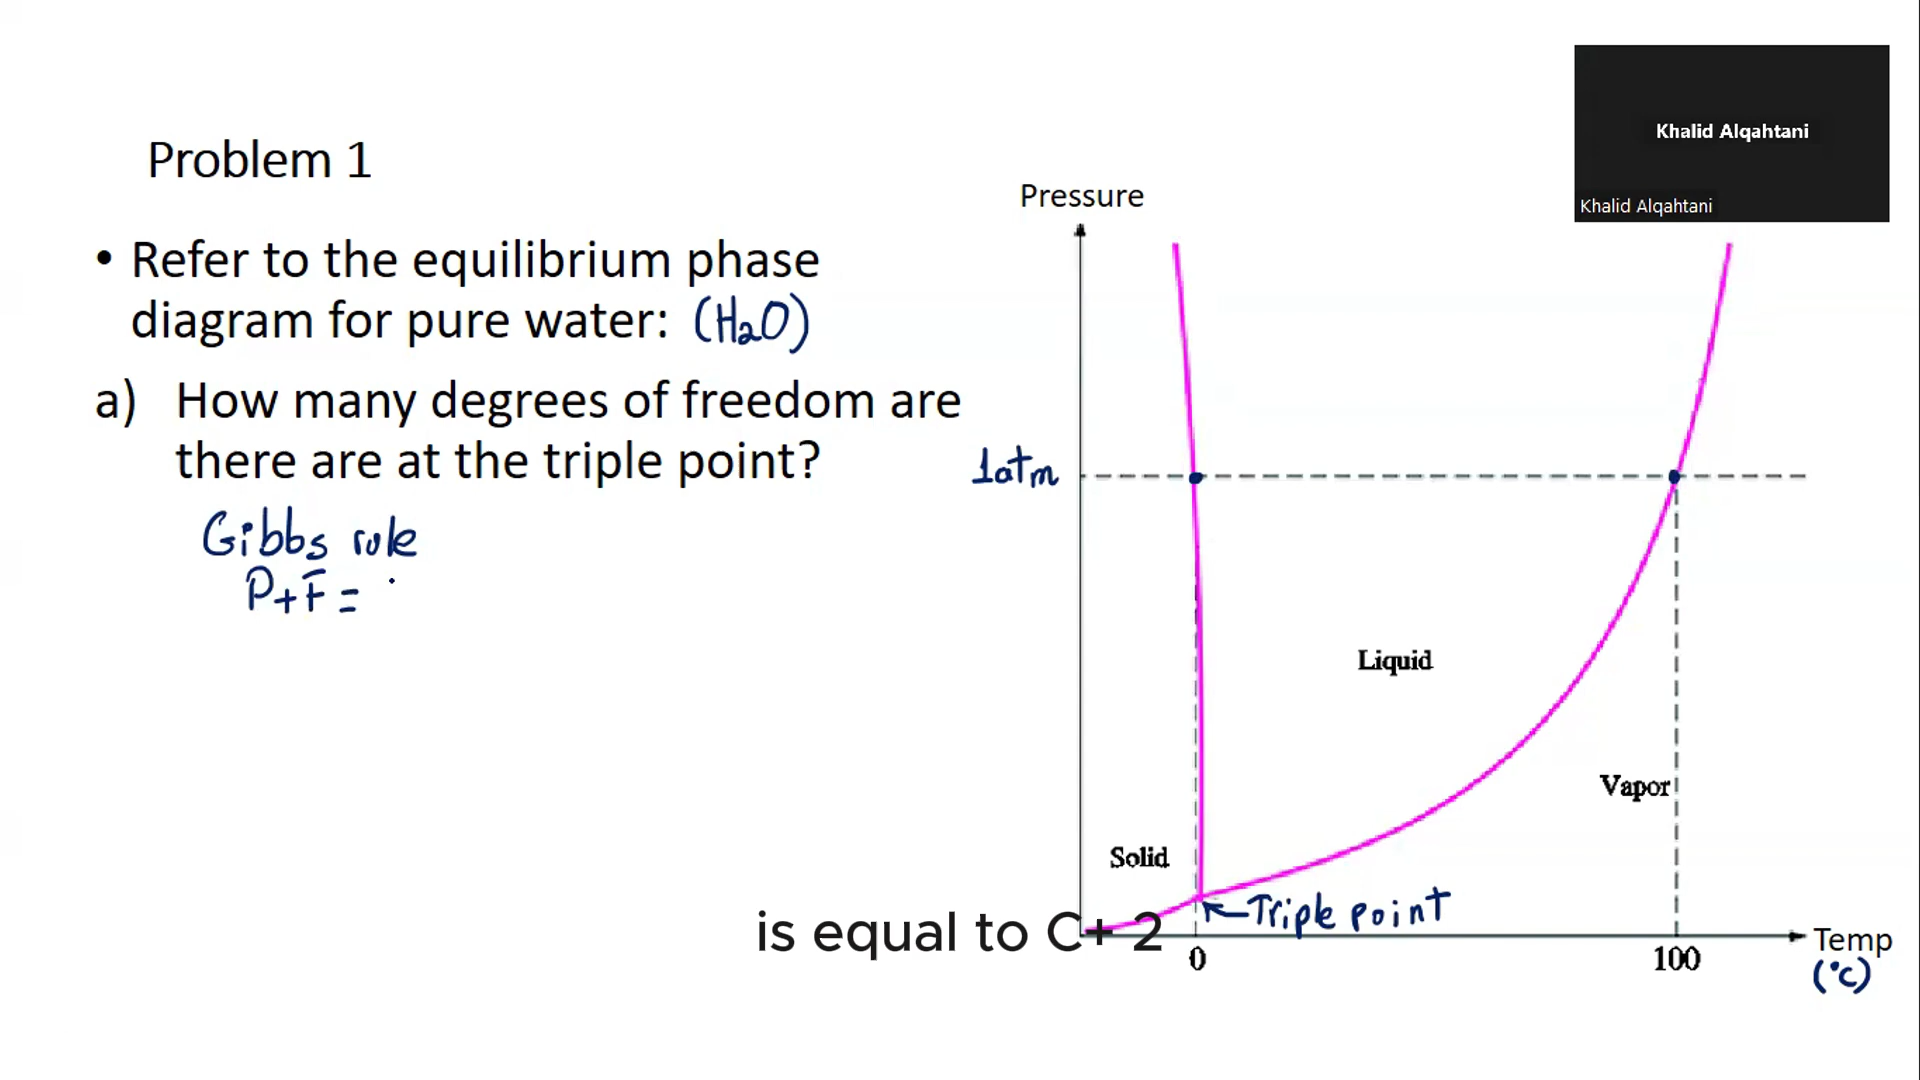 Khalid Alqahtani
Khalid Alqahtani
Problem 1
• Refer to the equilibrium phase
diagram for pure water: (H₂O)
a) How many degrees of freedom are
there are at the triple point?
Gibbs rule
P+F=
Pressure
1atm
Liquid
Vapor
Solid
Triple point
is equal to C+ 2
0
100
Temp
(°C)